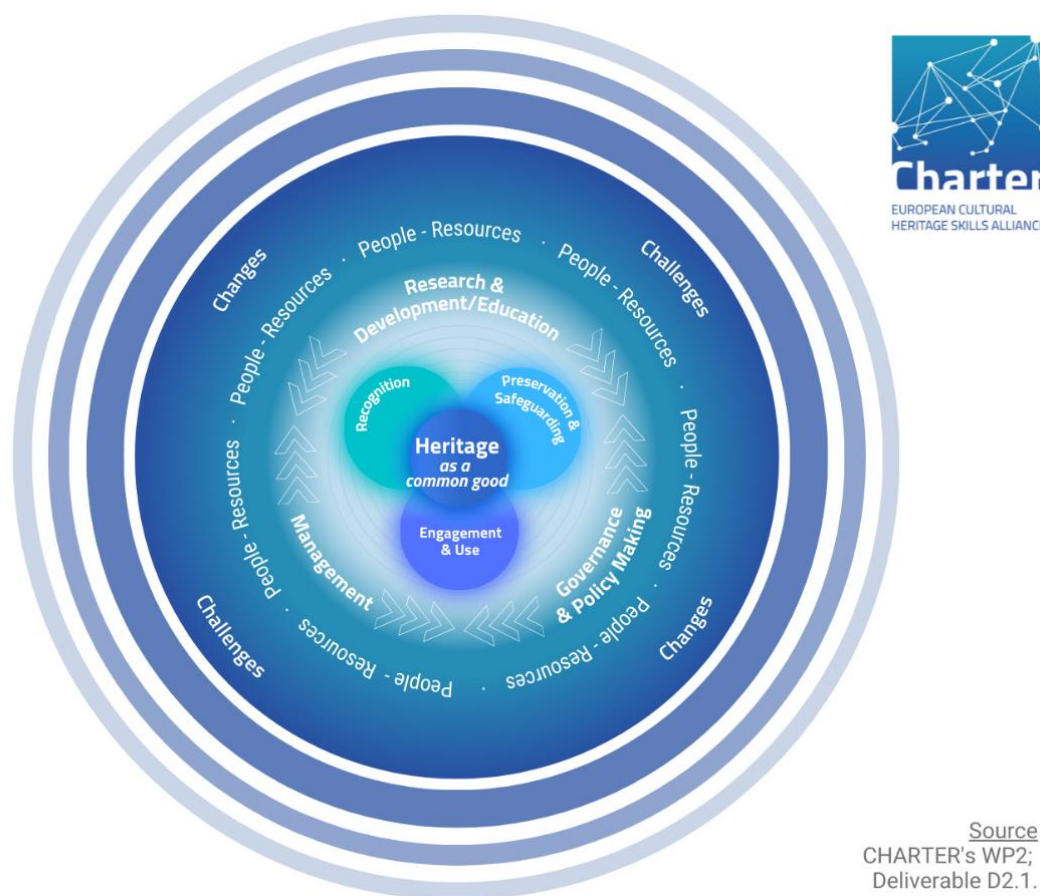 Charter
EUROPEAN CULTURAL
HERITAGE SKILLS ALLIANCE
Changes
Challenges
People - Resources · People - Resources · People - Resources · People - Resources · People - Resources · People - Resources · People - Resources ·
Research &
Development/Education
Recognition
Preservation &
Safeguarding
Heritage
as a
common good
Engagement
& Use
Management
Governance
& Policy Making
Challenges
Changes
Source
CHARTER's WP2;
Deliverable D2.1.